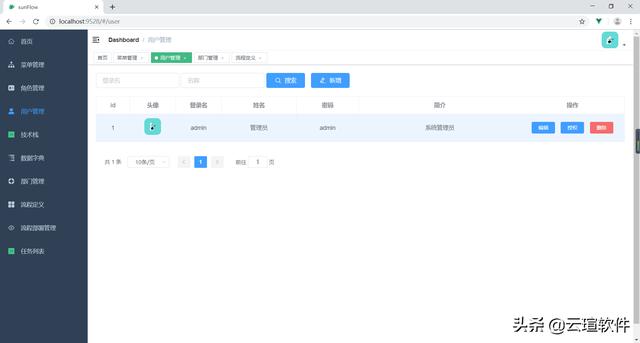 sunFlow
localhost:9528/#/user
首页
菜单管理
角色管理
用户管理
技术栈
数据字典
部门管理
流程定义
流程部署管理
任务列表
Dashboard / 用户管理
首页 菜单管理 × 用户管理 × 部门管理 × 流程定义 ×
登录名 名称 搜索 新增
Id 头像 登录名 姓名 密码 简介 操作
1 admin 管理员 admin 系统管理员 编辑 授权 删除
共 1 条 10条/页 1 前往 1 页
头条 @云瑄软件